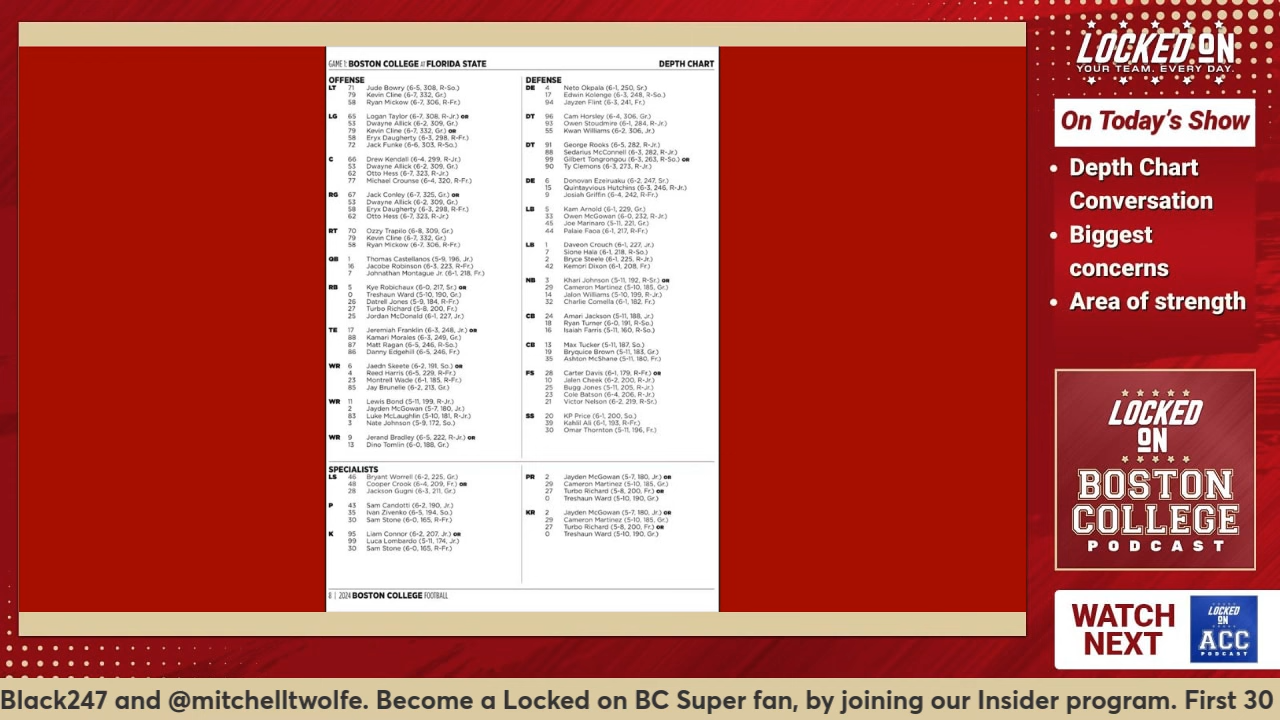 GAME 1: BOSTON COLLEGE at FLORIDA STATE
DEPTH CHART
OFFENSE
LT 71 Jude Bowry (6-5, 308, R-So.)
79 Kevin Cline (6-7, 332, Gr.)
58 Ryan Mickow (6-7, 306, R-Fr.)
LG 65 Logan Taylor (6-7, 308, R-Jr.) OR
53 Dwayne Allick (6-2, 309, Gr.)
79 Kevin Cline (6-7, 332, Gr.) OR
58 Eryx Daugherty (6-3, 298, R-Fr.)
72 Jack Funke (6-6, 303, R-So.)
C 66 Drew Kendall (6-4, 299, R-Jr.)
53 Dwayne Allick (6-2, 309, Gr.)
62 Otto Hess (6-7, 323, R-Jr.)
77 Michael Crounse (6-4, 320, R-Fr.)
RG 67 Jack Conley (6-7, 325, Gr.) OR
53 Dwayne Allick (6-2, 309, Gr.)
58 Eryx Daugherty (6-3, 298, R-Fr.)
62 Otto Hess (6-7, 323, R-Jr.)
RT 70 Ozzy Trapilo (6-8, 309, Gr.)
79 Kevin Cline (6-7, 332, Gr.)
58 Ryan Mickow (6-7, 306, R-Fr.)
QB 1 Thomas Castellanos (5-9, 196, Jr.)
16 Jacobe Robinson (6-3, 223, R-Fr.)
7 Johnathan Montague Jr. (6-1, 218, Fr.)
RB 5 Kye Robichaux (6-0, 217, Sr.) OR
0 Treshaun Ward (5-10, 190, Gr.)
26 Datrell Jones (5-9, 184, R-Fr.)
27 Turbo Richard (5-8, 200, Fr.)
25 Jordan McDonald (6-1, 227, Jr.)
TE 17 Jeremiah Franklin (6-3, 248, Jr.) OR
88 Kamari Morales (6-3, 249, Gr.)
87 Matt Ragan (6-5, 246, R-So.)
86 Danny Edgehill (6-5, 246, Fr.)
WR 6 Jaedn Skeete (6-2, 191, So.) OR
4 Reed Harris (6-5, 229, R-Fr.)
23 Montrell Wade (6-1, 185, R-Fr.)
85 Jay Brunelle (6-2, 213, Gr.)
WR 11 Lewis Bond (5-11, 199, R-Jr.)
2 Jayden McGowan (5-7, 180, Jr.)
83 Luke McLaughlin (5-10, 181, R-Jr.)
3 Nate Johnson (5-9, 172, So.)
WR 9 Jerand Bradley (6-5, 222, R-Jr.) OR
13 Dino Tomlin (6-0, 188, Gr.)
DEFENSE
DE 4 Neto Okpala (6-1, 250, Sr.)
17 Edwin Kolenge (6-3, 248, R-So.)
94 Jayzen Flint (6-3, 241, Fr.)
DT 96 Cam Horsley (6-4, 306, Gr.)
93 Owen Stoudmire (6-1, 284, R-Jr.)
55 Kwan Williams (6-2, 306, Jr.)
DT 91 George Rooks (6-5, 282, R-Jr.)
88 Sedarius McConnell (6-3, 282, R-Jr.)
99 Gilbert Tongrongou (6-3, 263, R-So.) OR
90 Ty Clemons (6-3, 273, R-Jr.)
DE 6 Donovan Ezeiruaku (6-2, 247, Sr.)
15 Quintayvious Hutchins (6-3, 246, R-Jr.)
9 Josiah Griffin (6-4, 242, R-Fr.)
LB 5 Kam Arnold (6-1, 229, Gr.)
33 Owen McGowan (6-0, 232, R-Jr.)
45 Joe Marinaro (5-11, 221, Gr.)
44 Palaie Faoa (6-1, 217, R-Fr.)
LB 1 Daveon Crouch (6-1, 227, Jr.)
7 Sione Hala (6-1, 218, R-So.)
2 Bryce Steele (6-1, 225, R-Jr.)
42 Kemori Dixon (6-1, 208, Fr.)
NB 3 Khari Johnson (5-11, 192, R-Sr.) OR
29 Cameron Martinez (5-10, 185, Gr.)
14 Jalon Williams (5-10, 199, R-Jr.)
32 Charlie Comella (6-1, 182, Fr.)
CB 24 Amari Jackson (5-11, 188, Jr.)
18 Ryan Turner (6-0, 191, R-So.)
16 Isaiah Farris (5-11, 160, R-So.)
CB 13 Max Tucker (5-11, 187, So.)
19 Bryquice Brown (5-11, 183, Gr.)
35 Ashton McShane (5-11, 180, Fr.)
FS 28 Carter Davis (6-1, 179, R-Fr.) OR
10 Jalen Cheek (6-2, 200, R-Jr.)
25 Bugg Jones (5-11, 205, R-Jr.)
23 Cole Batson (6-4, 206, R-Jr.)
21 Victor Nelson (6-2, 219, R-Sr.)
SS 20 KP Price (6-1, 200, So.)
39 Kahlil Ali (6-1, 193, R-Fr.)
30 Omar Thornton (5-11, 196, Fr.)
SPECIALISTS
LS 46 Bryant Worrell (6-2, 225, Gr.)
48 Cooper Crook (6-4, 209, Fr.) OR
28 Jackson Gugni (6-3, 211, Gr.)
P 43 Sam Candotti (6-2, 190, Jr.)
35 Ivan Zivenko (6-5, 194, So.)
30 Sam Stone (6-0, 165, R-Fr.)
K 95 Liam Connor (6-2, 207, Jr.) OR
99 Luca Lombardo (5-11, 174, Jr.)
30 Sam Stone (6-0, 165, R-Fr.)
PR 2 Jayden McGowan (5-7, 180, Jr.) OR
29 Cameron Martinez (5-10, 185, Gr.)
27 Turbo Richard (5-8, 200, Fr.) OR
0 Treshaun Ward (5-10, 190, Gr.)
KR 2 Jayden McGowan (5-7, 180, Jr.) OR
29 Cameron Martinez (5-10, 185, Gr.)
27 Turbo Richard (5-8, 200, Fr.) OR
0 Treshaun Ward (5-10, 190, Gr.)
8 | 2024 BOSTON COLLEGE FOOTBALL
LOCKED ON
YOUR TEAM. EVERY DAY.
On Today's Show
• Depth Chart
Conversation
• Biggest
concerns
• Area of strength
LOCKED
ON
BOSTON
COLLEGE
PODCAST
WATCH
NEXT
LOCKED
ON
ACC
PODCAST
Black247 and @mitchelltwolfe. Become a Locked on BC Super fan, by joining our Insider program. First 30